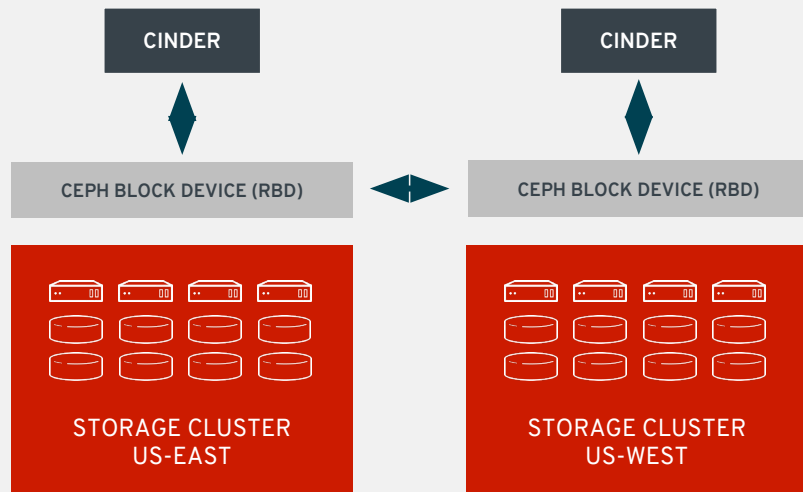 CINDER
CINDER
CEPH BLOCK DEVICE (RBD)
CEPH BLOCK DEVICE (RBD)
STORAGE CLUSTER
US-EAST
STORAGE CLUSTER
US-WEST